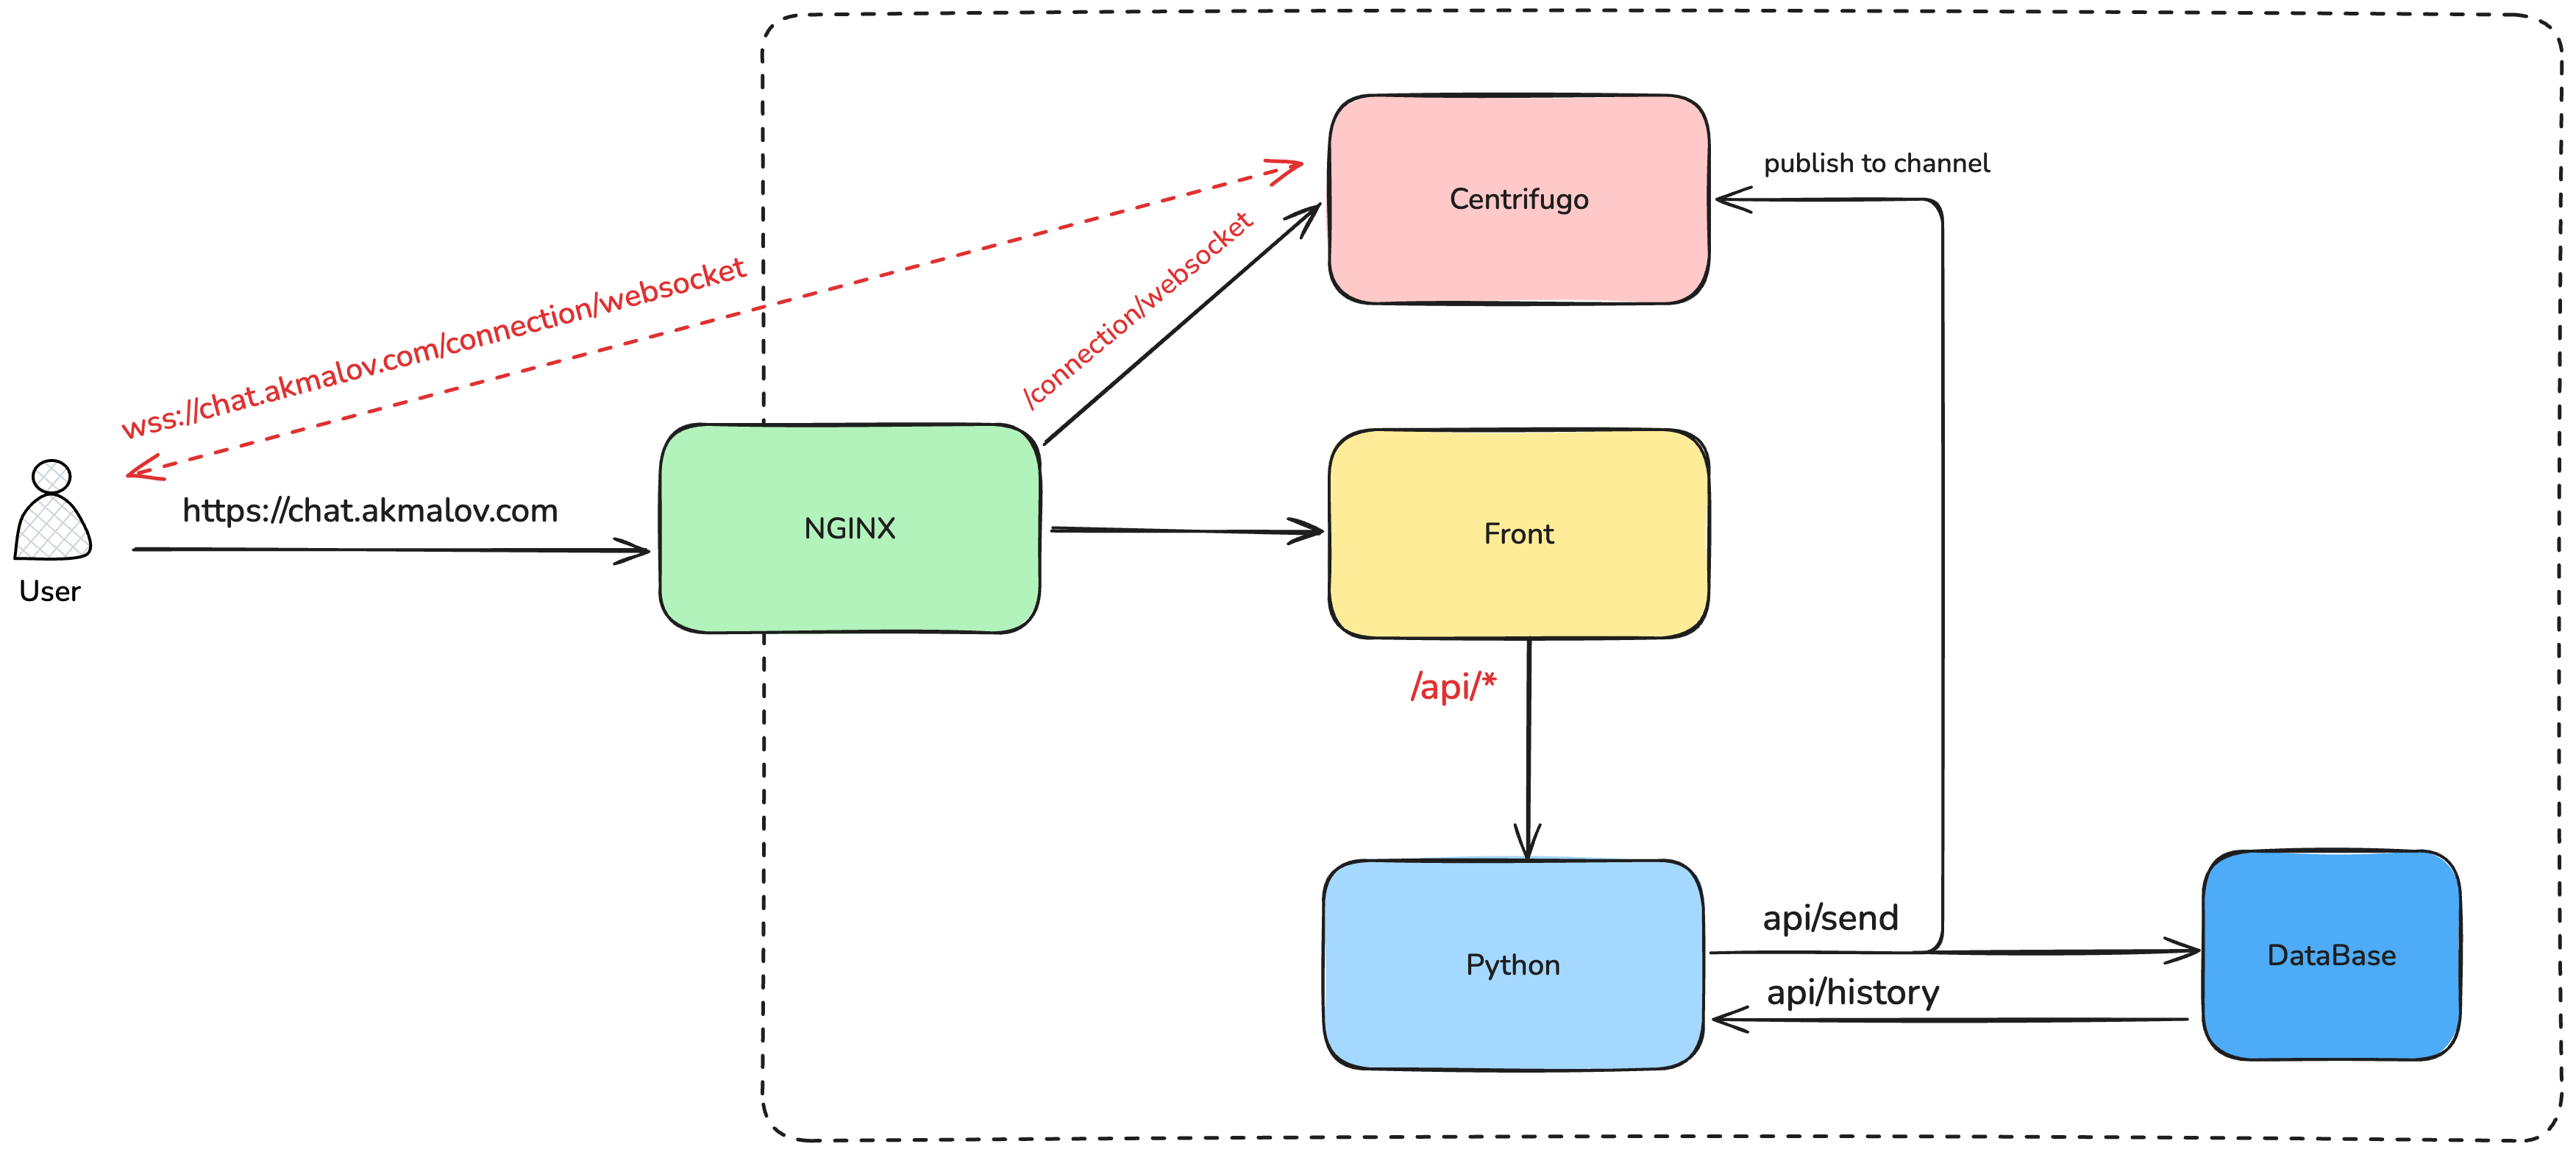 Centrifugo
publish to channel
wss://chat.akmalov.com/connection/websocket
/connection/websocket
https://chat.akmalov.com
User
NGINX
Front
/api/*
Python
api/send
api/history
DataBase